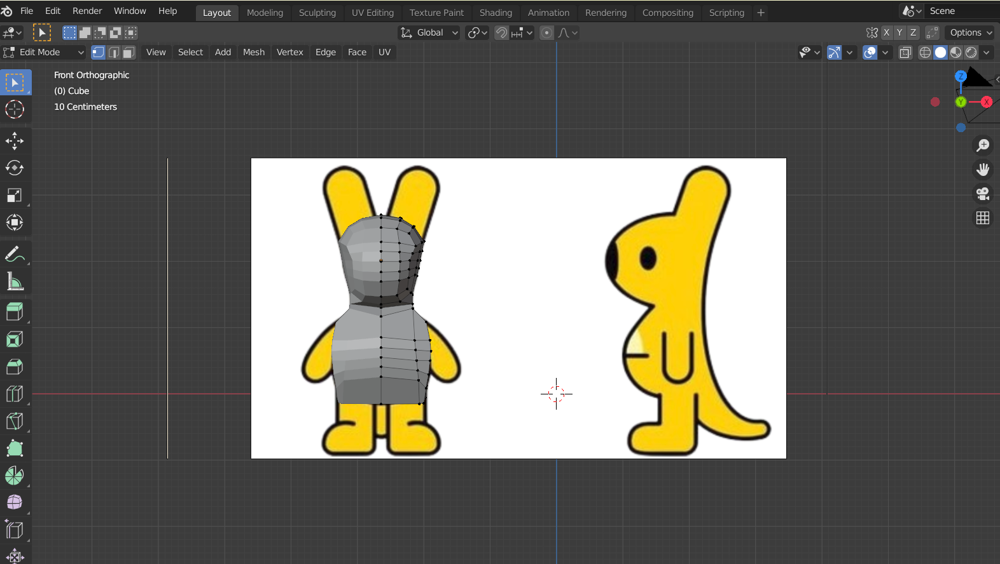 File Edit Render Window Help Layout Modeling Sculpting UV Editing Texture Paint Shading Animation Rendering Compositing Scripting + Scene
Global X Y Z Options
Edit Mode View Select Add Mesh Vertex Edge Face UV
Front Orthographic
(0) Cube
10 Centimeters
Z
Y X